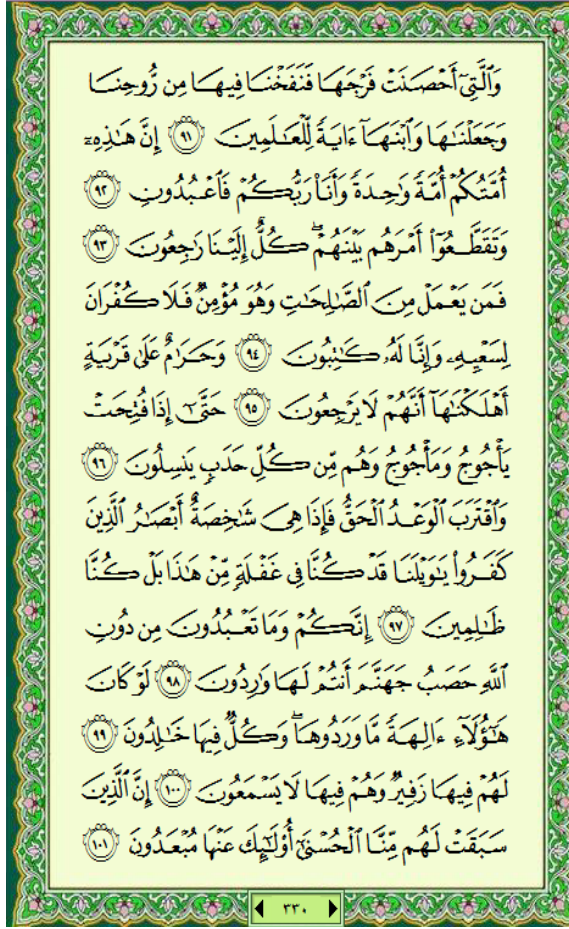 وَٱلَّتِىٓ أَحْصَنَتْ فَرْجَهَا فَنَفَخْنَا فِيهَا مِن رُّوحِنَا
وَجَعَلْنَٰهَا وَٱبْنَهَآ ءَايَةً لِّلْعَٰلَمِينَ ٩١ إِنَّ هَٰذِهِۦٓ
أُمَّتُكُمْ أُمَّةً وَٰحِدَةً وَأَنَا۠ رَبُّكُمْ فَٱعْبُدُونِ ٩٢
وَتَقَطَّعُوٓا۟ أَمْرَهُم بَيْنَهُمْ ۖ كُلٌّ إِلَيْنَا رَٰجِعُونَ ٩٣
فَمَن يَعْمَلْ مِنَ ٱلصَّٰلِحَٰتِ وَهُوَ مُؤْمِنٌ فَلَا كُفْرَانَ
لِسَعْيِهِۦ وَإِنَّا لَهُۥ كَٰتِبُونَ ٩٤ وَحَرَٰمٌ عَلَىٰ قَرْيَةٍ
أَهْلَكْنَٰهَآ أَنَّهُمْ لَا يَرْجِعُونَ ٩٥ حَتَّىٰٓ إِذَا فُتِحَتْ
يَأْجُوجُ وَمَأْجُوجُ وَهُم مِّن كُلِّ حَدَبٍ يَنسِلُونَ ٩٦
وَٱقْتَرَبَ ٱلْوَعْدُ ٱلْحَقُّ فَإِذَا هِىَ شَٰخِصَةٌ أَبْصَٰرُ ٱلَّذِينَ
كَفَرُوا۟ يَٰوَيْلَنَا قَدْ كُنَّا فِى غَفْلَةٍ مِّنْ هَٰذَا بَلْ كُنَّا
ظَٰلِمِينَ ٩٧ إِنَّكُمْ وَمَا تَعْبُدُونَ مِن دُونِ
ٱللَّهِ حَصَبُ جَهَنَّمَ أَنتُمْ لَهَا وَٰرِدُونَ ٩٨ لَوْ كَانَ
هَٰٓؤُلَآءِ ءَالِهَةً مَّا وَرَدُوهَا ۖ وَكُلٌّ فِيهَا خَٰلِدُونَ ٩٩
لَهُمْ فِيهَا زَفِيرٌ وَهُمْ فِيهَا لَا يَسْمَعُونَ ١٠٠ إِنَّ ٱلَّذِينَ
سَبَقَتْ لَهُم مِّنَّا ٱلْحُسْنَىٰٓ أُو۟لَٰٓئِكَ عَنْهَا مُبْعَدُونَ ١٠١
٣٣٠